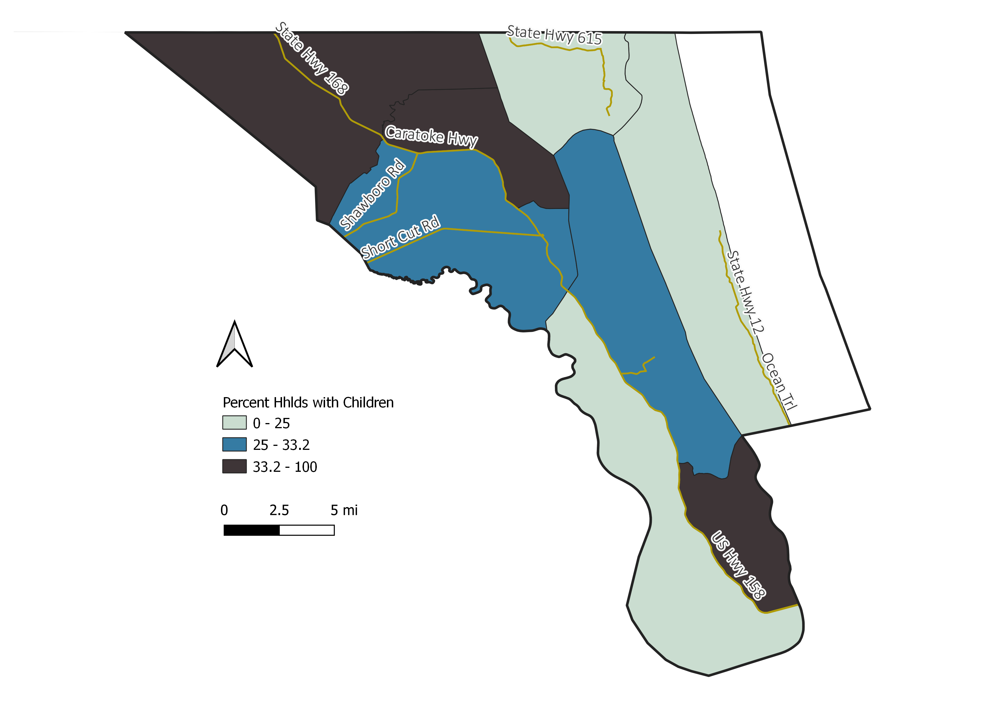 State Hwy 168
State Hwy 615
Caratoke Hwy
Shawboro Rd
Short Cut Rd
State Hwy 12
Ocean Trl
US Hwy 158
Percent Hhlds with Children
0 - 25
25 - 33.2
33.2 - 100
0 2.5 5 mi